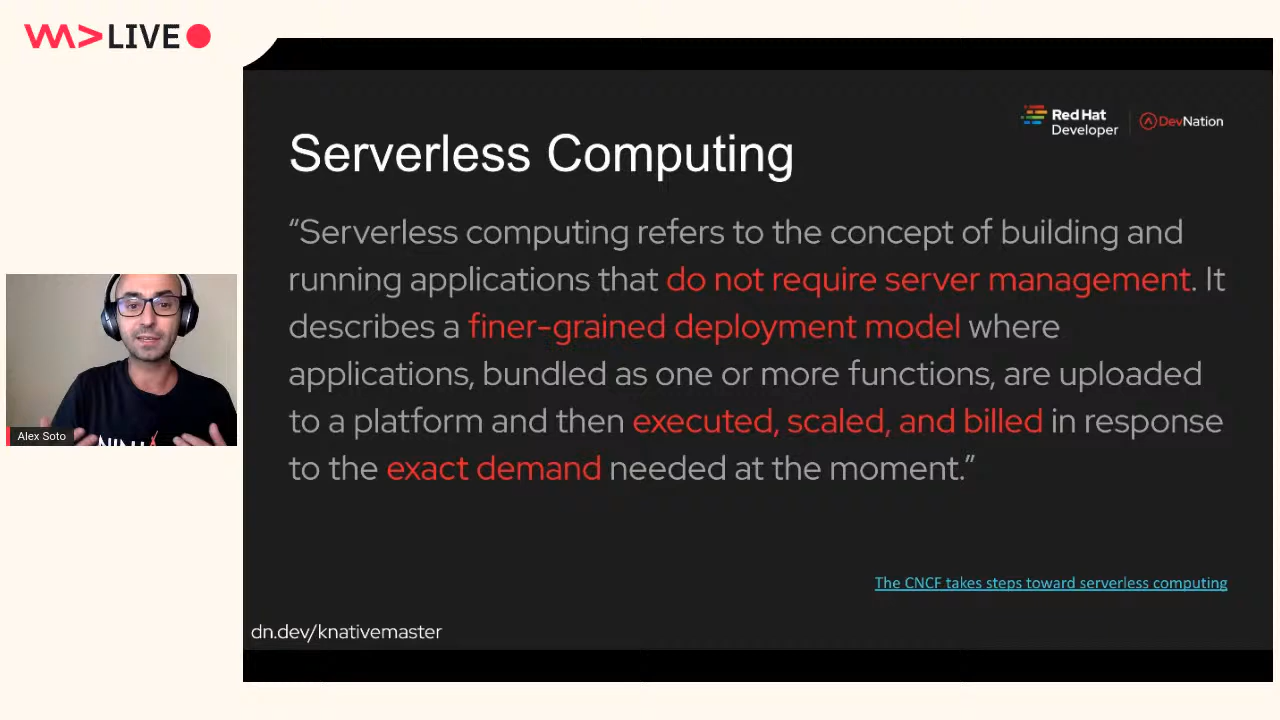 LIVE
Red Hat
Developer
DevNation
Serverless Computing
“Serverless computing refers to the concept of building and
running applications that do not require server management. It
describes a finer-grained deployment model where
applications, bundled as one or more functions, are uploaded
to a platform and then executed, scaled, and billed in response
to the exact demand needed at the moment.”
Alex Soto
The CNCF takes steps toward serverless computing
dn.dev/knativemaster